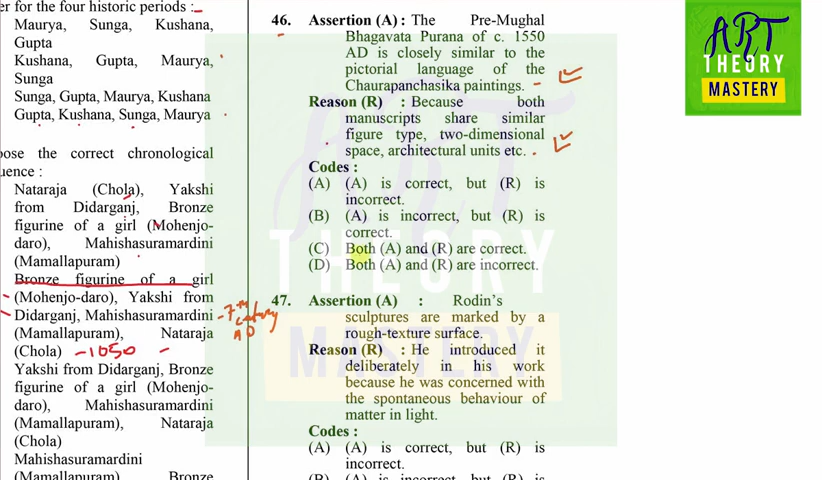 er for the four historic periods :
Maurya, Sunga, Kushana,
Gupta
Kushana, Gupta, Maurya,
Sunga
Sunga, Gupta, Maurya, Kushana
Gupta, Kushana, Sunga, Maurya
ose the correct chronological
uence :
Nataraja (Chola), Yakshi
from Didarganj, Bronze
figurine of a girl (Mohenjo-
daro), Mahishasuramardini
(Mamallapuram)
Bronze figurine of a girl
(Mohenjo-daro), Yakshi from
Didarganj, Mahishasuramardini
(Mamallapuram), Nataraja
(Chola) -1050
-7th century AD
Yakshi from Didarganj, Bronze
figurine of a girl (Mohenjo-
daro), Mahishasuramardini
(Mamallapuram), Nataraja
(Chola)
Mahishasuramardini
(Mamallapuram), Bronze
46. Assertion (A) : The Pre-Mughal
Bhagavata Purana of c. 1550
AD is closely similar to the
pictorial language of the
Chaurapanchasika paintings.
Reason (R) : Because both
manuscripts share similar
figure type, two-dimensional
space, architectural units etc.
Codes :
(A) (A) is correct, but (R) is
incorrect.
(B) (A) is incorrect, but (R) is
correct.
(C) Both (A) and (R) are correct.
(D) Both (A) and (R) are incorrect.
47. Assertion (A) : Rodin's
sculptures are marked by a
rough-texture surface.
Reason (R) : He introduced it
deliberately in his work
because he was concerned with
the spontaneous behaviour of
matter in light.
Codes :
(A) (A) is correct, but (R) is
incorrect.
(B) (A) is incorrect, but (R) is
ART
THEORY
MASTERY
ART
THEORY
MASTERY